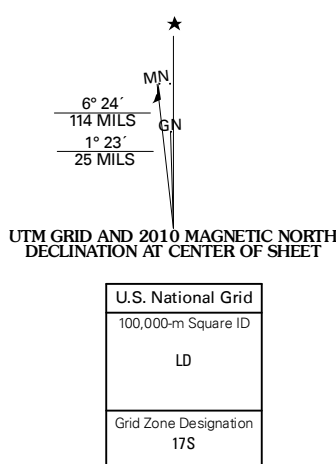 MN
6° 24´
114 MILS
GN
1° 23´
25 MILS
UTM GRID AND 2010 MAGNETIC NORTH
DECLINATION AT CENTER OF SHEET
U.S. National Grid
100,000-m Square ID
LD
Grid Zone Designation
17S